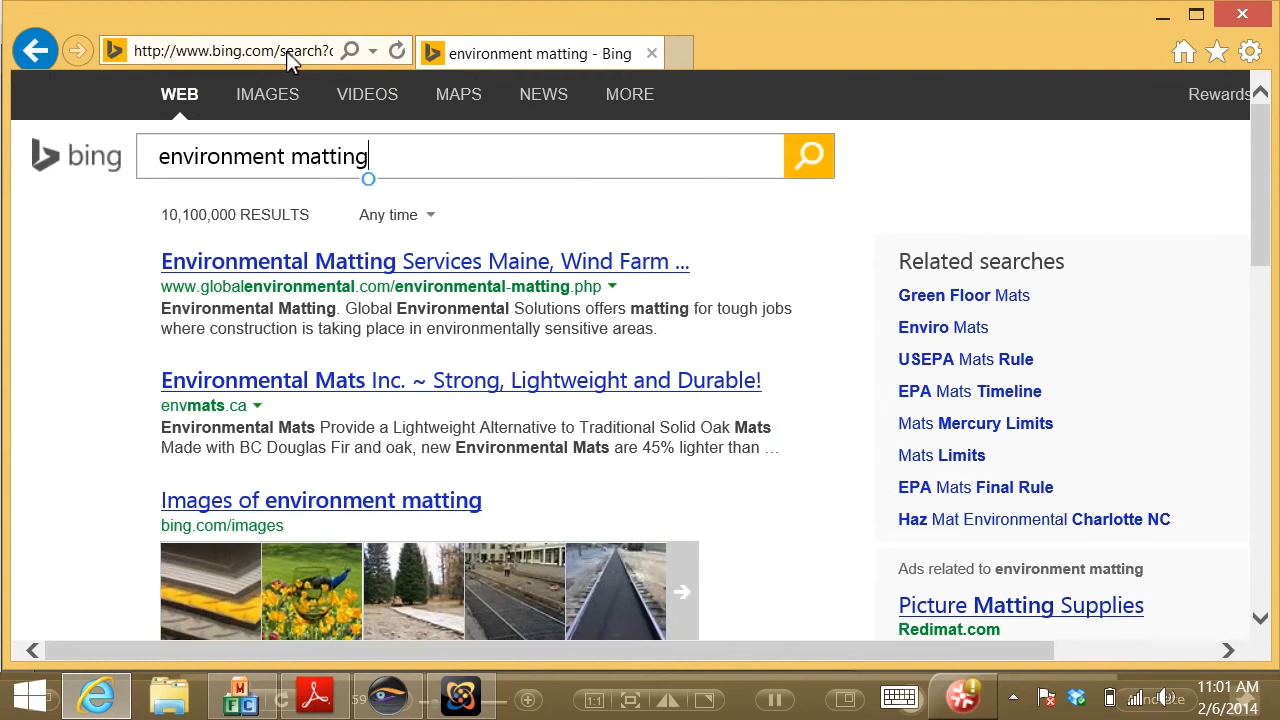 http://www.bing.com/search?
environment matting - Bing
WEB IMAGES VIDEOS MAPS NEWS MORE
Rewards
bing
environment matting
10,100,000 RESULTS Any time
Environmental Matting Services Maine, Wind Farm ...
www.globalenvironmental.com/environmental-matting.php
Environmental Matting. Global Environmental Solutions offers matting for tough jobs
where construction is taking place in environmentally sensitive areas.
Environmental Mats Inc. ~ Strong, Lightweight and Durable!
envmats.ca
Environmental Mats Provide a Lightweight Alternative to Traditional Solid Oak Mats
Made with BC Douglas Fir and oak, new Environmental Mats are 45% lighter than ...
Images of environment matting
bing.com/images
Related searches
Green Floor Mats
Enviro Mats
USEPA Mats Rule
EPA Mats Timeline
Mats Mercury Limits
Mats Limits
EPA Mats Final Rule
Haz Mat Environmental Charlotte NC
Ads related to environment matting
Picture Matting Supplies
Redimat.com
M
F C
59
1:1
11:01 AM
2/6/2014